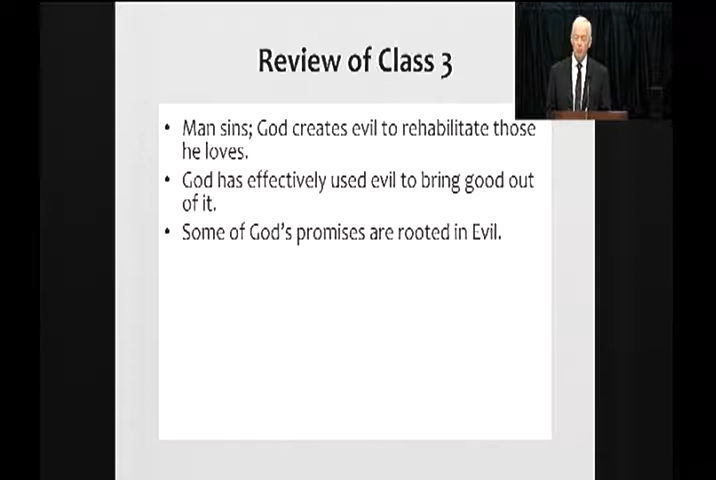 Review of Class 3
• Man sins; God creates evil to rehabilitate those
he loves.
• God has effectively used evil to bring good out
of it.
• Some of God's promises are rooted in Evil.